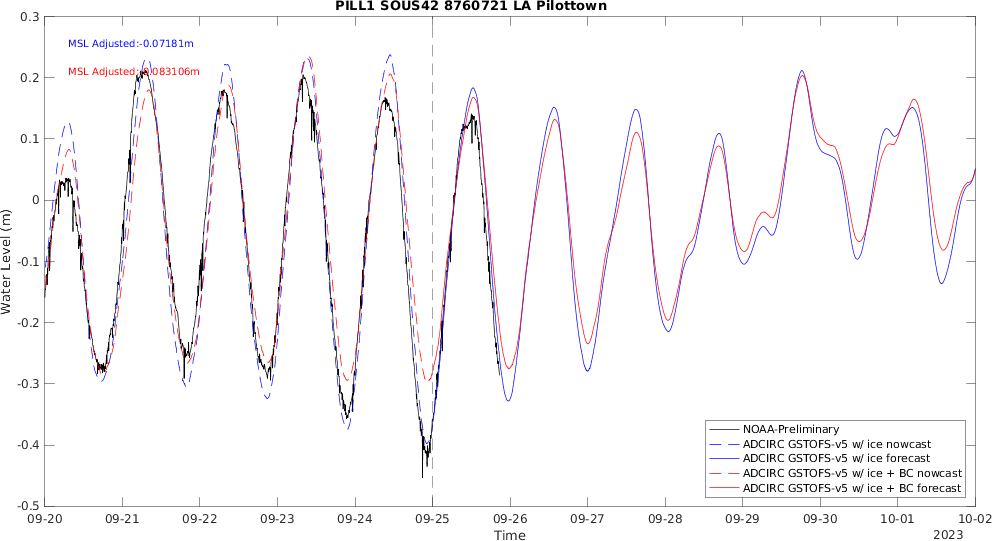 PILL1 SOUS42 8760721 LA Pilottown
0.3
0.2
0.1
0
-0.1
-0.2
-0.3
-0.4
-0.5
Water Level (m)
MSL Adjusted:-0.07181m
MSL Adjusted:-0.083106m
NOAA-Preliminary
ADCIRC GSTOFS-v5 w/ ice nowcast
ADCIRC GSTOFS-v5 w/ ice forecast
ADCIRC GSTOFS-v5 w/ ice + BC nowcast
ADCIRC GSTOFS-v5 w/ ice + BC forecast
09-20 09-21 09-22 09-23 09-24 09-25 09-26 09-27 09-28 09-29 09-30 10-01 10-02
Time
2023